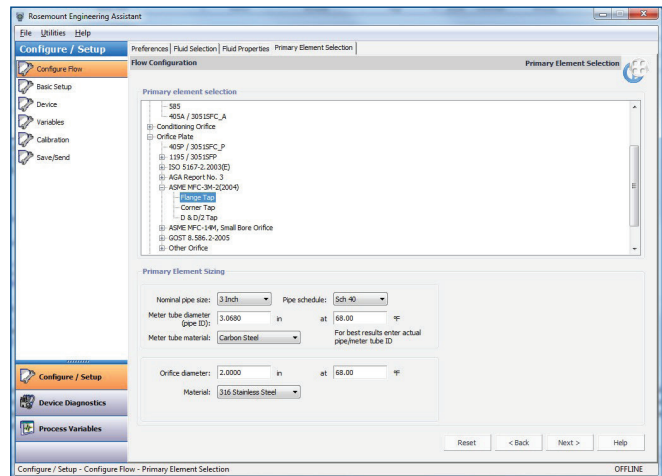 Rosemount Engineering Assistant
File Utilities Help
Configure / Setup
Preferences Fluid Selection Fluid Properties Primary Element Selection
Configure Flow
Flow Configuration Primary Element Selection
Basic Setup
Device
Variables
Calibration
Save/Send
Primary element selection
585
405A / 3051SFC_A
Conditioning Orifice
Orifice Plate
405P / 3051SFC_P
1195 / 3051SFP
ISO 5167-2.2003(E)
AGA Report No. 3
ASME MFC-3M-2(2004)
Flange Tap
Corner Tap
D & D/2 Tap
ASME MFC-14M, Small Bore Orifice
GOST 8.586.2-2005
Other Orifice
Primary Element Sizing
Nominal pipe size: 3 Inch Pipe schedule: Sch 40
Meter tube diameter (pipe ID): 3.0680 in at 68.00 °F
Meter tube material: Carbon Steel
For best results enter actual
pipe/meter tube ID
Orifice diameter: 2.0000 in at 68.00 °F
Material: 316 Stainless Steel
Configure / Setup
Device Diagnostics
Process Variables
Reset < Back Next > Help
Configure / Setup - Configure Flow - Primary Element Selection OFFLINE